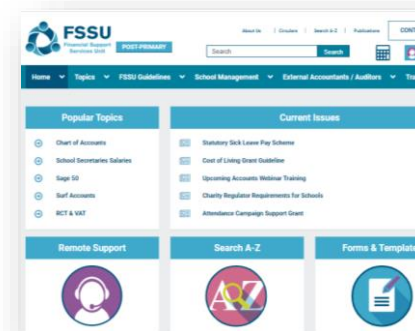 FSSU
Financial Support
Services Unit
POST-PRIMARY
About Us | Circulars | Search A-Z | Publications
CONT
Search
Search
Home Topics FSSU Guidelines School Management External Accountants / Auditors Tra
Popular Topics
Chart of Accounts
School Secretaries Salaries
Sage 50
Surf Accounts
RCT & VAT
Current Issues
Statutory Sick Leave Pay Scheme
Cost of Living Grant Guideline
Upcoming Accounts Webinar Training
Charity Regulator Requirements for Schools
Attendance Campaign Support Grant
Remote Support
Search A-Z
Forms & Template
AZ